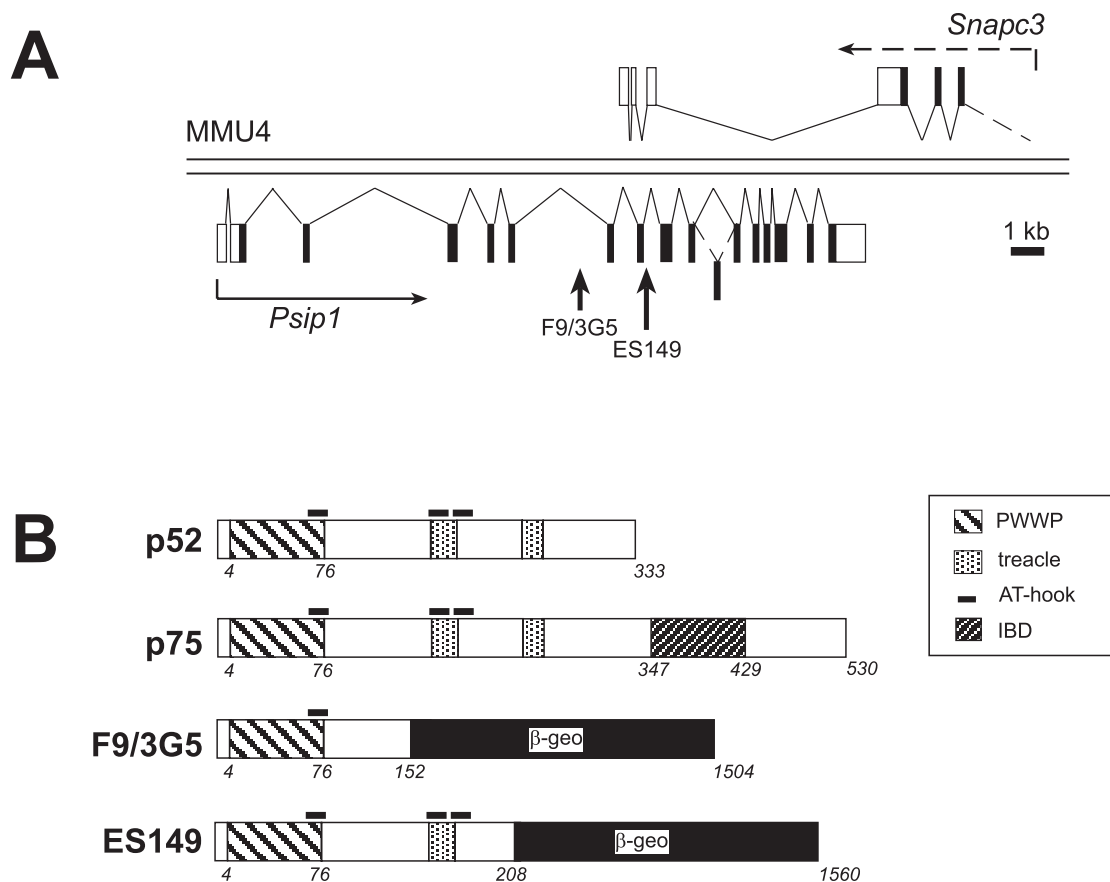 A
Snapc3
MMU4
1 kb
Psip1
F9/3G5
ES149
B
p52
4 76 333
p75
4 76 347 429 530
F9/3G5
β-geo
4 76 152 1504
ES149
β-geo
4 76 208 1560
PWWP
treacle
AT-hook
IBD